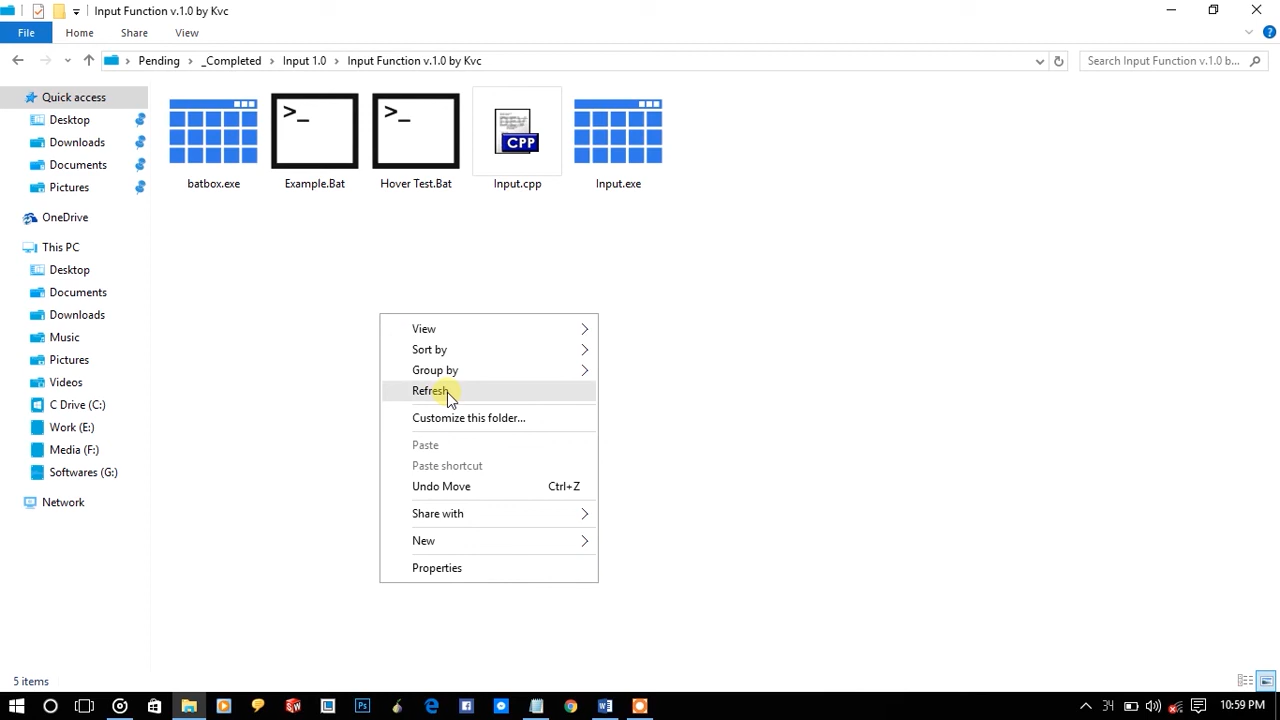 Input Function v.1.0 by Kvc
File Home Share View
Pending _Completed Input 1.0 Input Function v.1.0 by Kvc
Search Input Function v.1.0 b...
Quick access
Desktop
Downloads
Documents
Pictures
OneDrive
This PC
Desktop
Documents
Downloads
Music
Pictures
Videos
C Drive (C:)
Work (E:)
Media (F:)
Softwares (G:)
Network
>_ >_ DEV CPP
batbox.exe Example.Bat Hover Test.Bat Input.cpp Input.exe
View
Sort by
Group by
Refresh
Customize this folder...
Paste
Paste shortcut
Undo Move Ctrl+Z
Share with
New
Properties
5 items
Ps 34 10:59 PM